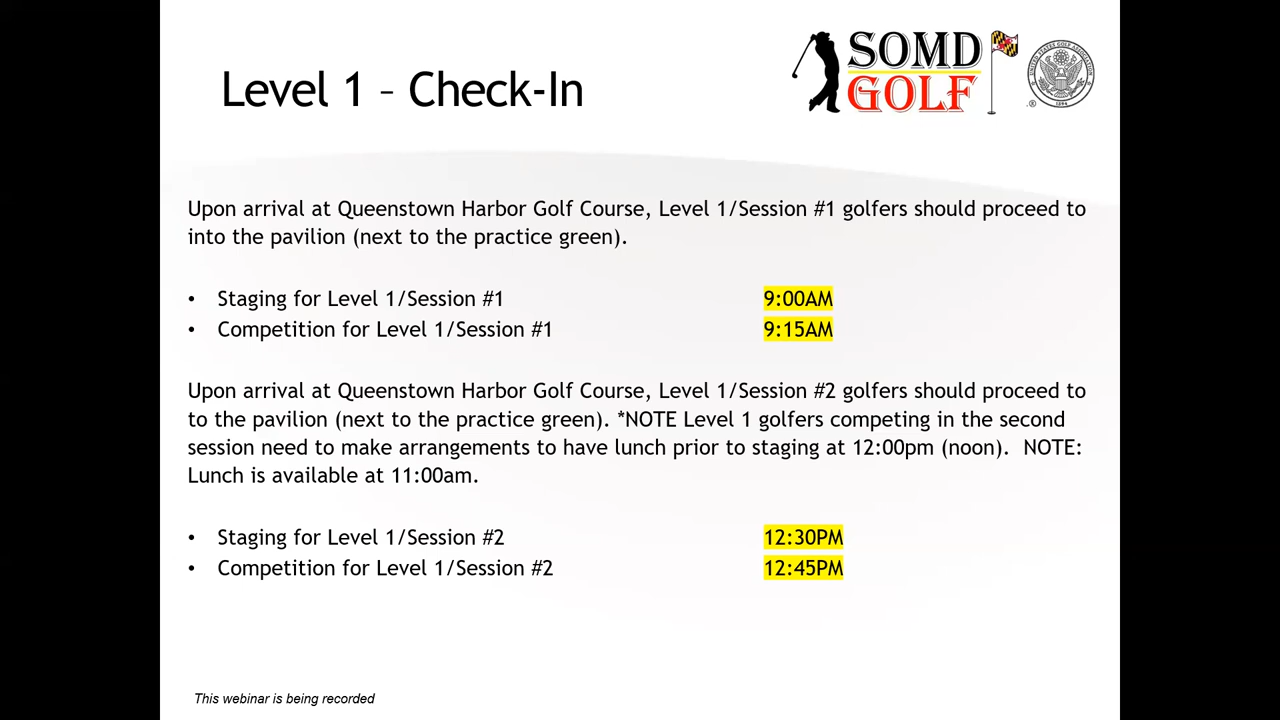 SOMD
GOLF
UNITED STATES GOLF ASSOCIATION
1894
®
Level 1 – Check-In
Upon arrival at Queenstown Harbor Golf Course, Level 1/Session #1 golfers should proceed to
into the pavilion (next to the practice green).
• Staging for Level 1/Session #1 9:00AM
• Competition for Level 1/Session #1 9:15AM
Upon arrival at Queenstown Harbor Golf Course, Level 1/Session #2 golfers should proceed to
to the pavilion (next to the practice green). *NOTE Level 1 golfers competing in the second
session need to make arrangements to have lunch prior to staging at 12:00pm (noon).  NOTE:
Lunch is available at 11:00am.
• Staging for Level 1/Session #2 12:30PM
• Competition for Level 1/Session #2 12:45PM
This webinar is being recorded